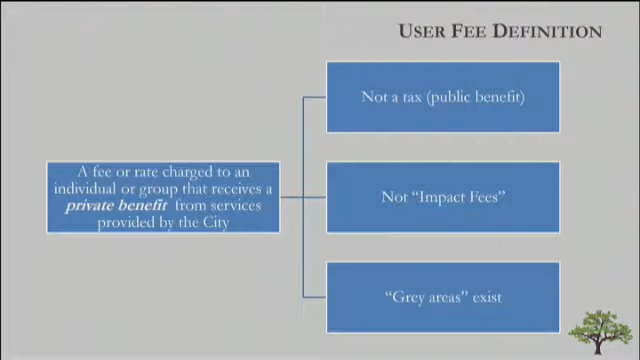 USER FEE DEFINITION
Not a tax (public benefit)
A fee or rate charged to an
individual or group that receives a
private benefit from services
provided by the City
Not “Impact Fees”
“Grey areas” exist